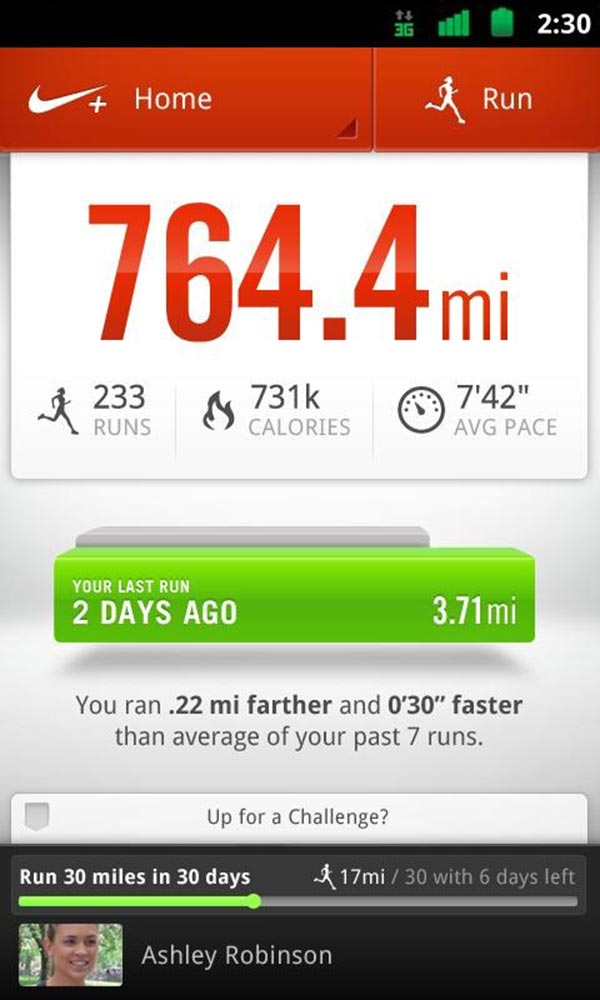 3G 2:30
+ Home Run
764.4mi
233 731k 7'42"
RUNS CALORIES AVG PACE
YOUR LAST RUN
2 DAYS AGO 3.71mi
You ran .22 mi farther and 0'30” faster
than average of your past 7 runs.
Up for a Challenge?
Run 30 miles in 30 days 17mi / 30 with 6 days left
Ashley Robinson